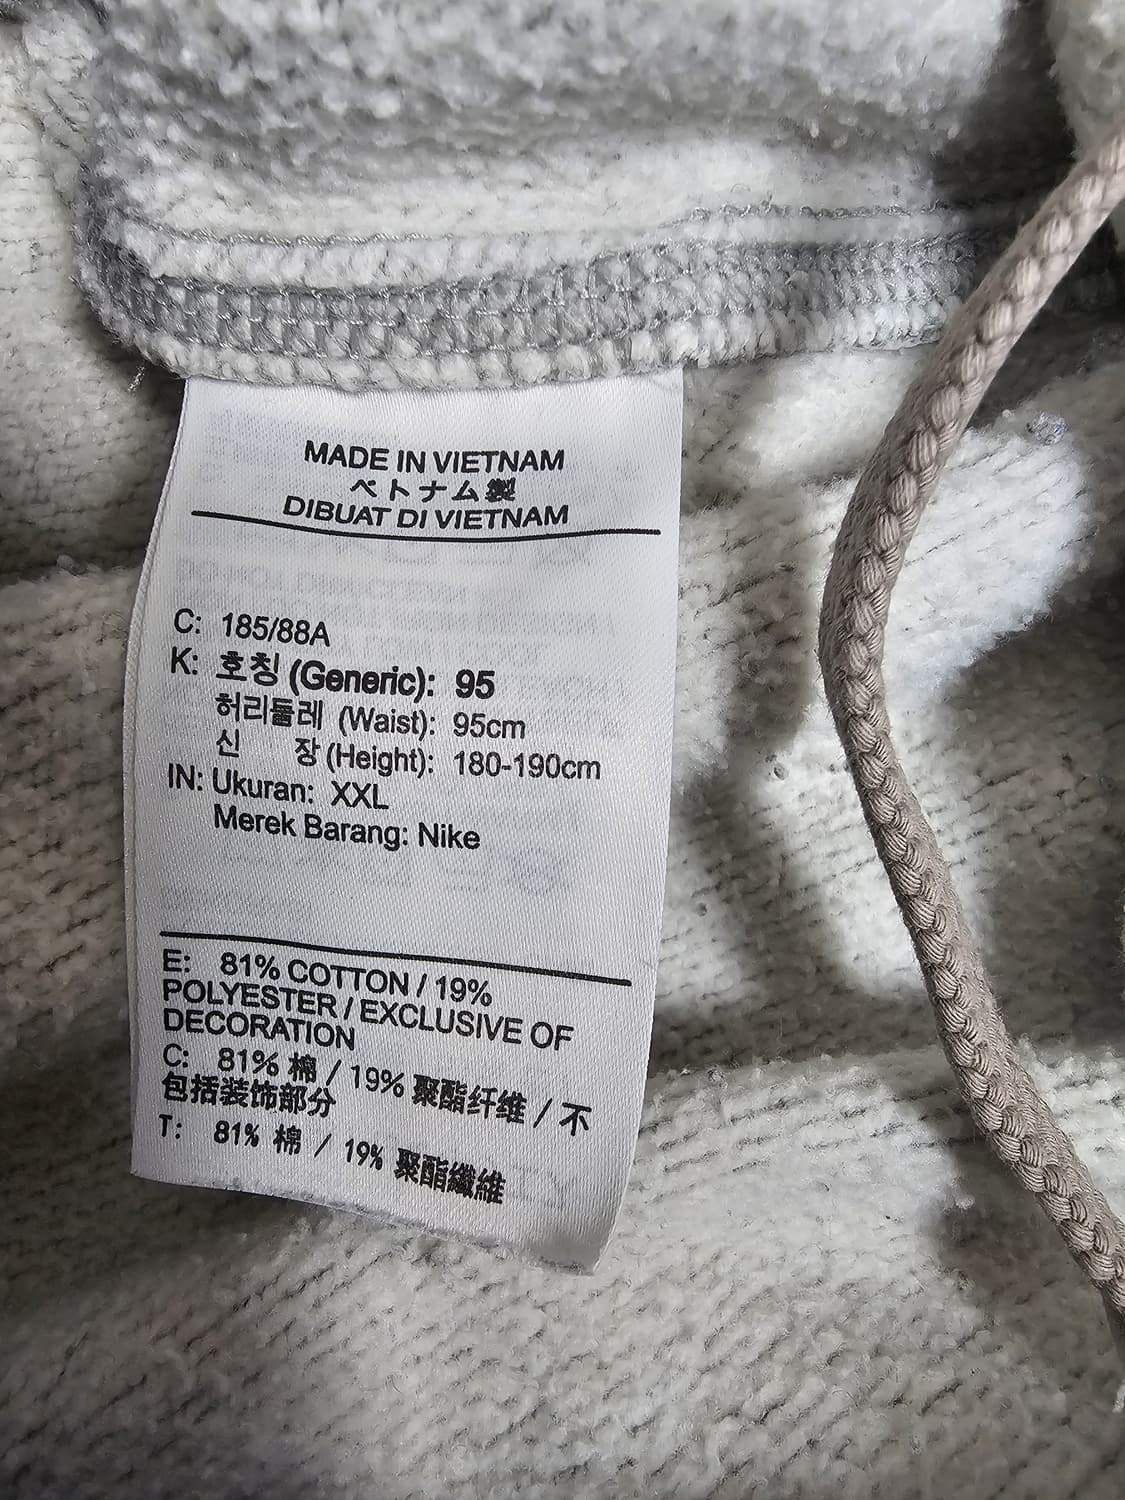 MADE IN VIETNAM
ベトナム製
DIBUAT DI VIETNAM
C: 185/88A
K: 호칭 (Generic): 95
허리둘레 (Waist): 95cm
신 장 (Height): 180-190cm
IN: Ukuran: XXL
Merek Barang: Nike
E: 81% COTTON / 19%
POLYESTER / EXCLUSIVE OF
DECORATION
C: 81% 棉 / 19% 聚酯纤维 / 不
包括装饰部分
T: 81% 棉 / 19% 聚酯纖維